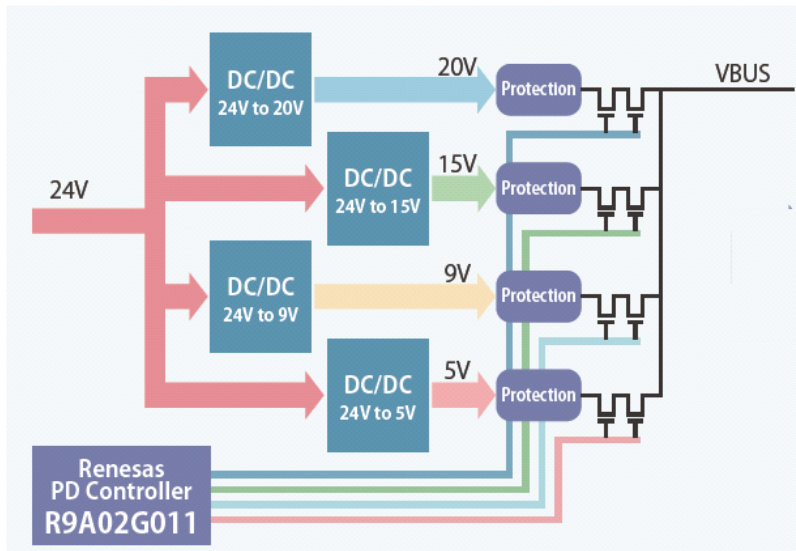 24V
DC/DC
24V to 20V
20V
Protection
VBUS
DC/DC
24V to 15V
15V
Protection
DC/DC
24V to 9V
9V
Protection
DC/DC
24V to 5V
5V
Protection
Renesas
PD Controller
R9A02G011